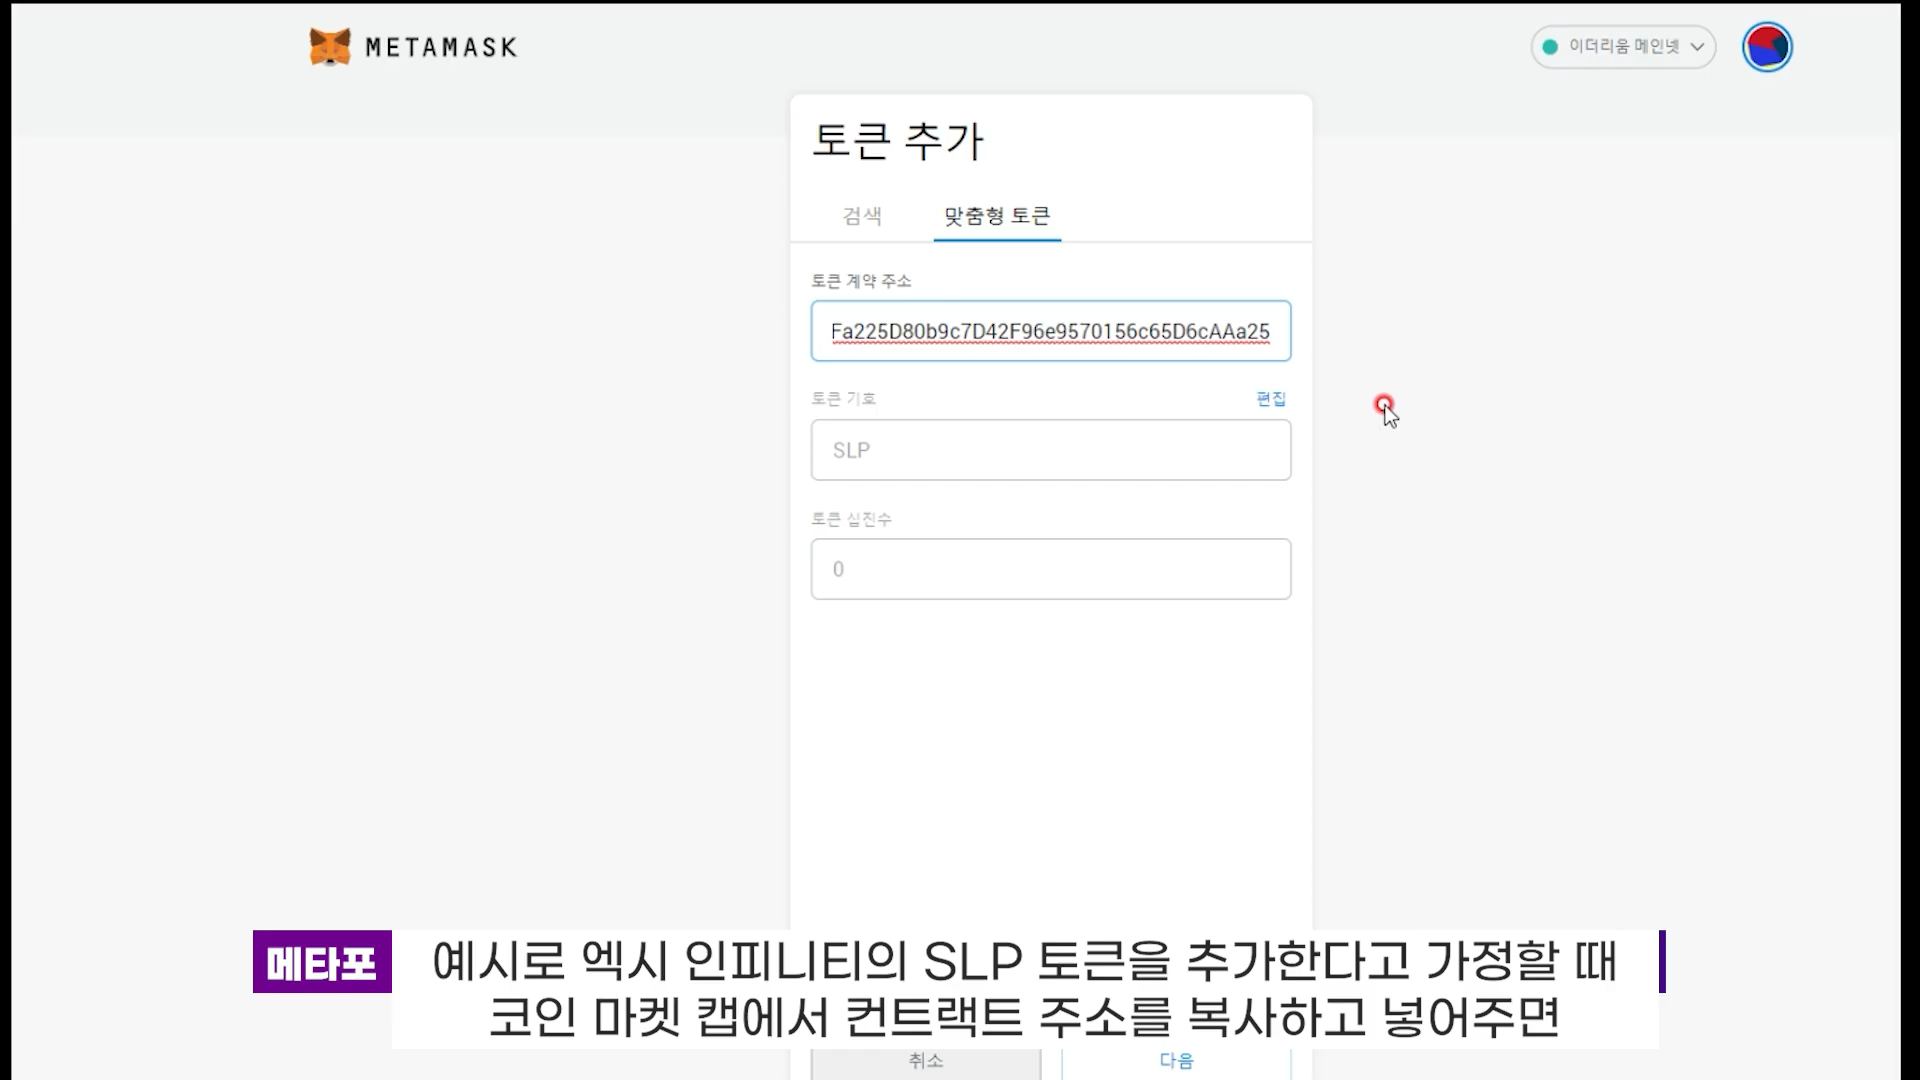 METAMASK
이더리움 메인넷
토큰 추가
검색
맞춤형 토큰
토큰 계약 주소
Fa225D80b9c7D42F96e9570156c65D6cAAa25
토큰 기호
편집
SLP
토큰 십진수
0
메타포
예시로 엑시 인피니티의 SLP 토큰을 추가한다고 가정할 때
코인 마켓 캡에서 컨트랙트 주소를 복사하고 넣어주면
취소
다음